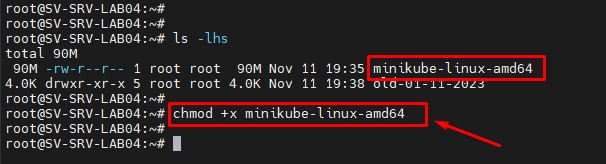 root@SV-SRV-LAB04:~#
root@SV-SRV-LAB04:~#
root@SV-SRV-LAB04:~# ls -lhs
total 90M
90M -rw-r--r-- 1 root root 90M Nov 11 19:35 minikube-linux-amd64
4.0K drwxr-xr-x 5 root root 4.0K Nov 11 19:38 old-01-11-2023
root@SV-SRV-LAB04:~#
root@SV-SRV-LAB04:~# chmod +x minikube-linux-amd64
root@SV-SRV-LAB04:~#
root@SV-SRV-LAB04:~#